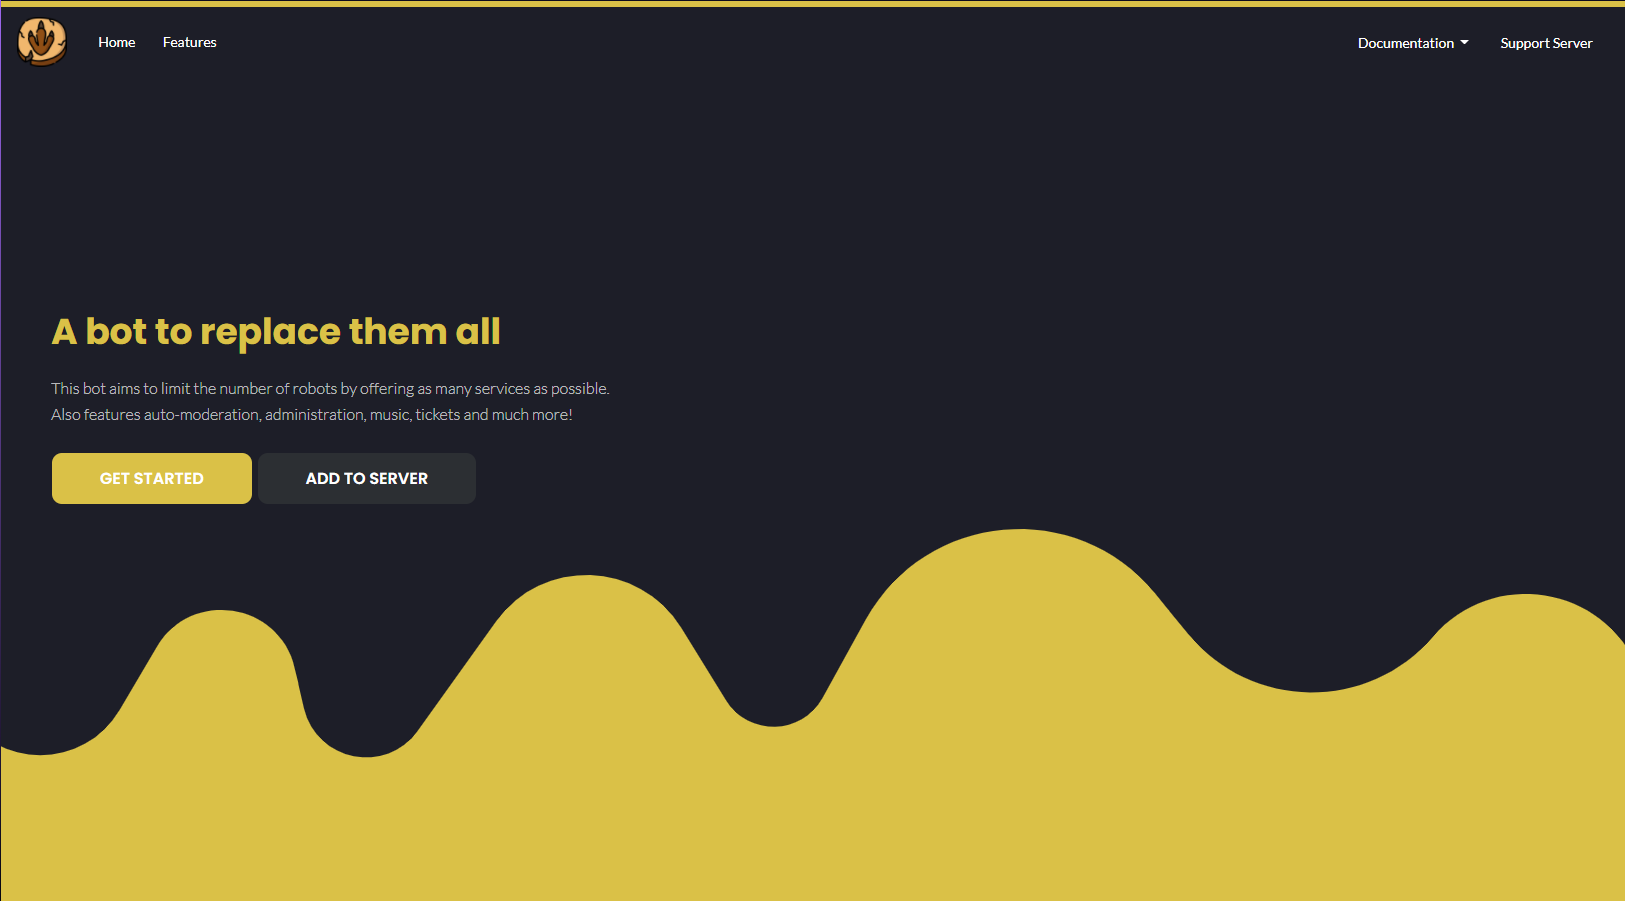 Home
Features
Documentation
Support Server
A bot to replace them all
This bot aims to limit the number of robots by offering as many services as possible.
Also features auto-moderation, administration, music, tickets and much more!
GET STARTED
ADD TO SERVER